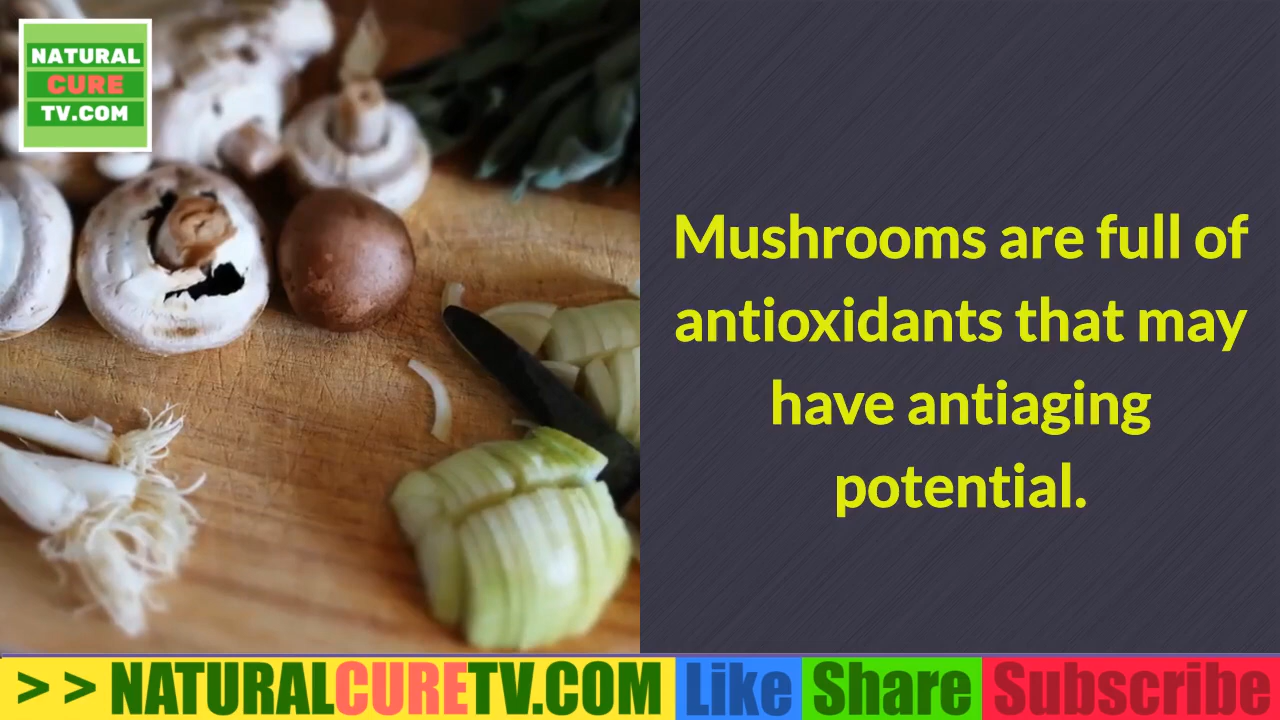 NATURAL
CURE
TV.COM
Mushrooms are full of
antioxidants that may
have antiaging
potential.
> > NATURALCURETV.COM Like Share Subscribe